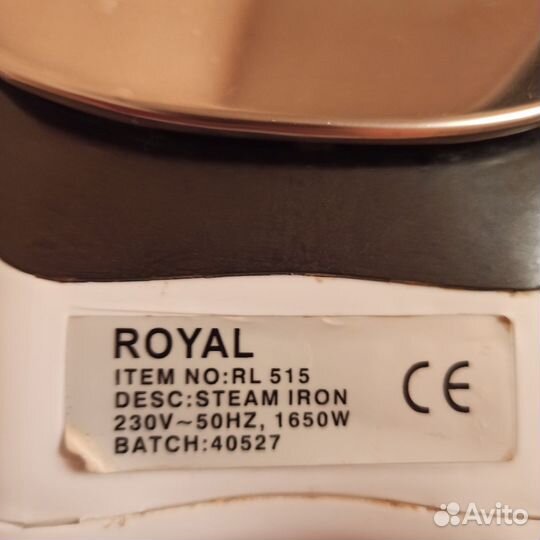 ROYAL
ITEM NO:RL 515
DESC:STEAM IRON
230V~50HZ, 1650W
BATCH:40527
CE
Avito